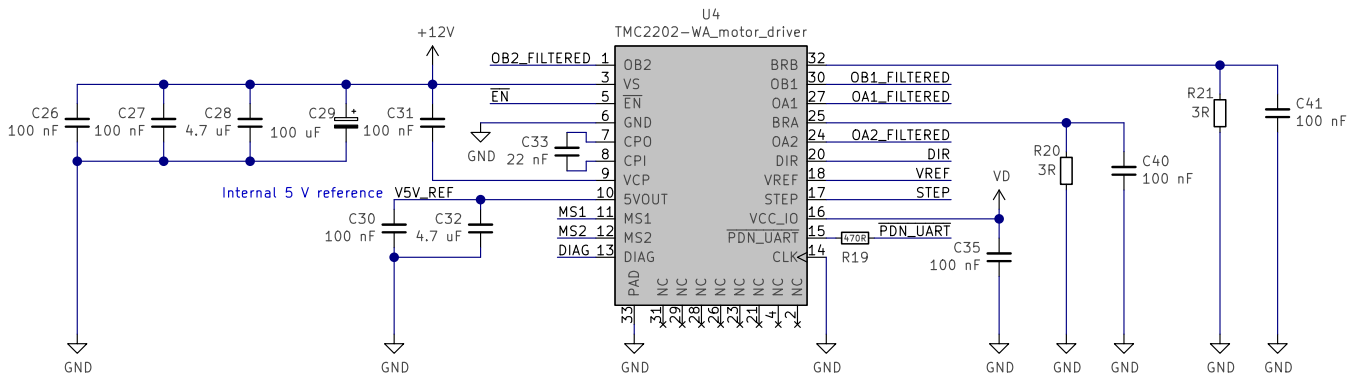 U4
TMC2202-WA_motor_driver
+12V
OB2_FILTERED 1 OB2
3 VS
EN 5 EN
GND
6 GND
7 CPO
8 CPI
9 VCP
V5V_REF 10 5VOUT
MS1 11 MS1
MS2 12 MS2
DIAG 13 DIAG
BRB 32
OB1 30 OB1_FILTERED
OA1 27 OA1_FILTERED
BRA 25
OA2 24 OA2_FILTERED
DIR 20 DIR
VREF 18 VREF
STEP 17 STEP
VCC_IO 16
PDN_UART 15 PDN_UART
CLK 14
PAD NC NC NC NC NC NC NC NC
33 31 29 28 26 23 21 4 2
C26
100 nF
C27
100 nF
C28
4.7 uF
C29
+
100 uF
C31
100 nF
C33
22 nF
Internal 5 V reference
C30
100 nF
C32
4.7 uF
470R
R19
VD
C35
100 nF
R20
3R
C40
100 nF
R21
3R
C41
100 nF
GND
GND
GND
GND
GND
GND
GND
GND
GND